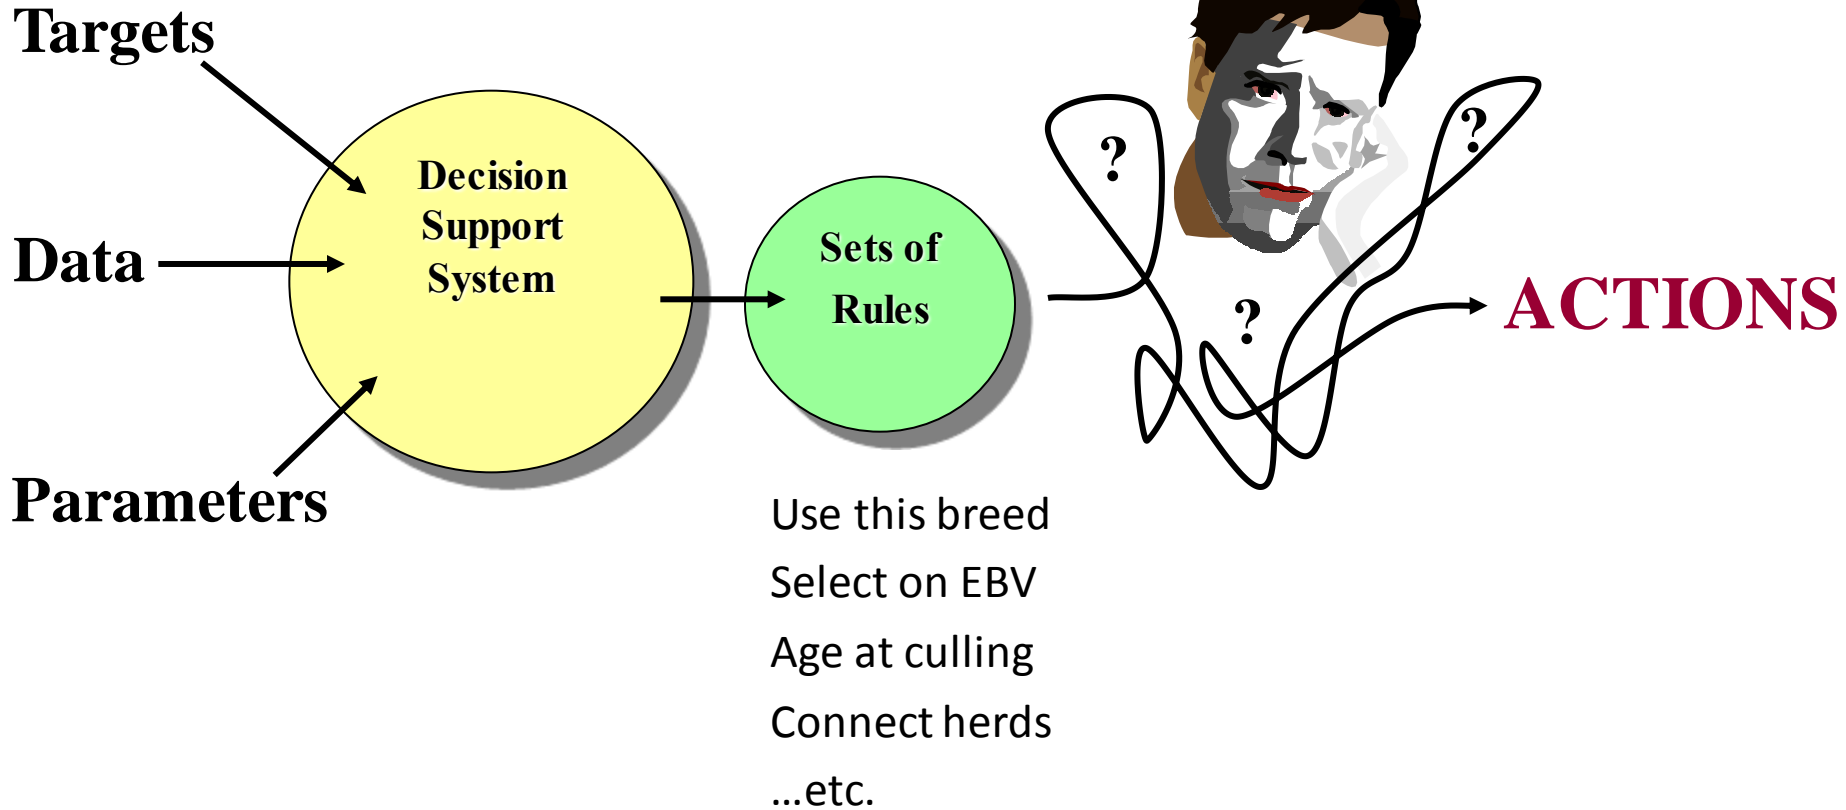 Targets
Data
Parameters
Decision
Support
System
Sets of
Rules
?
?
?
ACTIONS
Use this breed
Select on EBV
Age at culling
Connect herds
...etc.